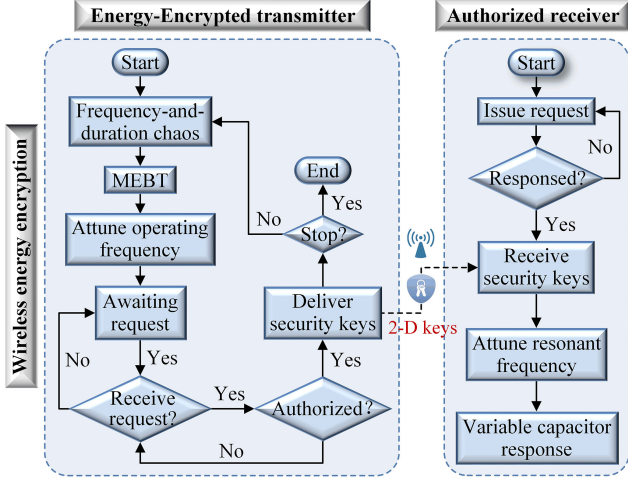 Energy-Encrypted transmitter
Authorized receiver
Wireless energy encryption
Start
Frequency-and-
duration chaos
MEBT
Attune operating
frequency
Awaiting
request
No
Yes
Receive
request?
Yes
Authorized?
No
Yes
Deliver
security keys
Stop?
No
Yes
End
2-D keys
Start
Issue request
No
Responsed?
Yes
Receive
security keys
Attune resonant
frequency
Variable capacitor
response